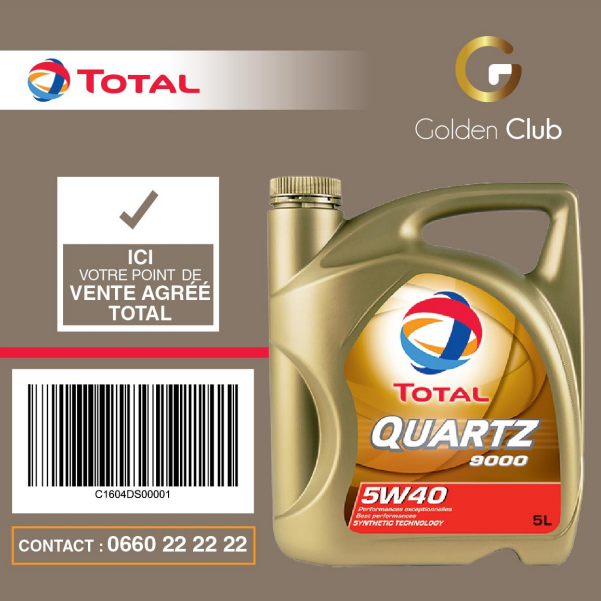 TOTAL
Golden Club
ICI
VOTRE POINT DE
VENTE AGRÉÉ
TOTAL
C1604DS00001
CONTACT : 0660 22 22 22
TOTAL
QUARTZ
9000
5W40
Performances exceptionnelles
Best performances
SYNTHETIC TECHNOLOGY
5L